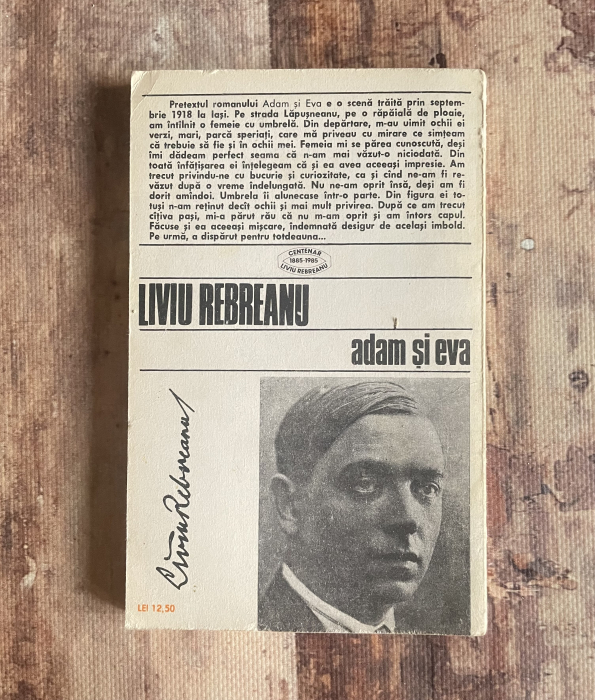 Pretextul romanului Adam și Eva e o scenă trăită prin septem-
brie 1918 la Iași. Pe strada Lăpușneanu, pe o răpăială de ploaie,
am întîlnit o femeie cu umbrelă. Din depărtare, m-au uimit ochii ei
verzi, mari, parcă speriați, care mă priveau cu mirare ce simțeam
că trebuie să fie și în ochii mei. Femeia mi se părea cunoscută, deși
îmi dădeam perfect seama că n-am mai văzut-o niciodată. Din
toată înfățișarea ei înțelegeam că și ea avea aceeași impresie. Am
trecut privindu-ne cu bucurie și curiozitate, ca și cînd ne-am fi re-
văzut după o vreme îndelungată. Nu ne-am oprit însă, deși am fi
dorit amîndoi. Umbrela îi alunecase într-o parte. Din figura ei to-
tuși n-am reținut decît ochii și mai mult privirea. După ce am trecut
cîțiva pași, mi-a părut rău că nu m-am oprit și am întors capul.
Făcuse și ea aceeași mișcare, îndemnată desigur de același imbold.
Pe urmă, a dispărut pentru totdeauna...
CENTENAR
1885-1985
LIVIU REBREANU
LIVIU REBREANU
adam și eva
Liviu Rebreanu
LEI 12,50